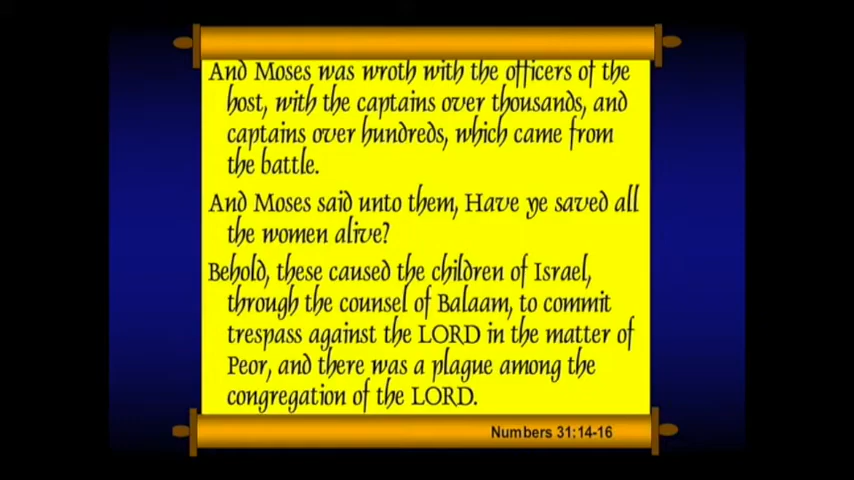 And Moses was wroth with the officers of the
host, with the captains over thousands, and
captains over hundreds, which came from
the battle.
And Moses said unto them, Have ye saved all
the women alive?
Behold, these caused the children of Israel,
through the counsel of Balaam, to commit
trespass against the LORD in the matter of
Peor, and there was a plague among the
congregation of the LORD.
Numbers 31:14-16